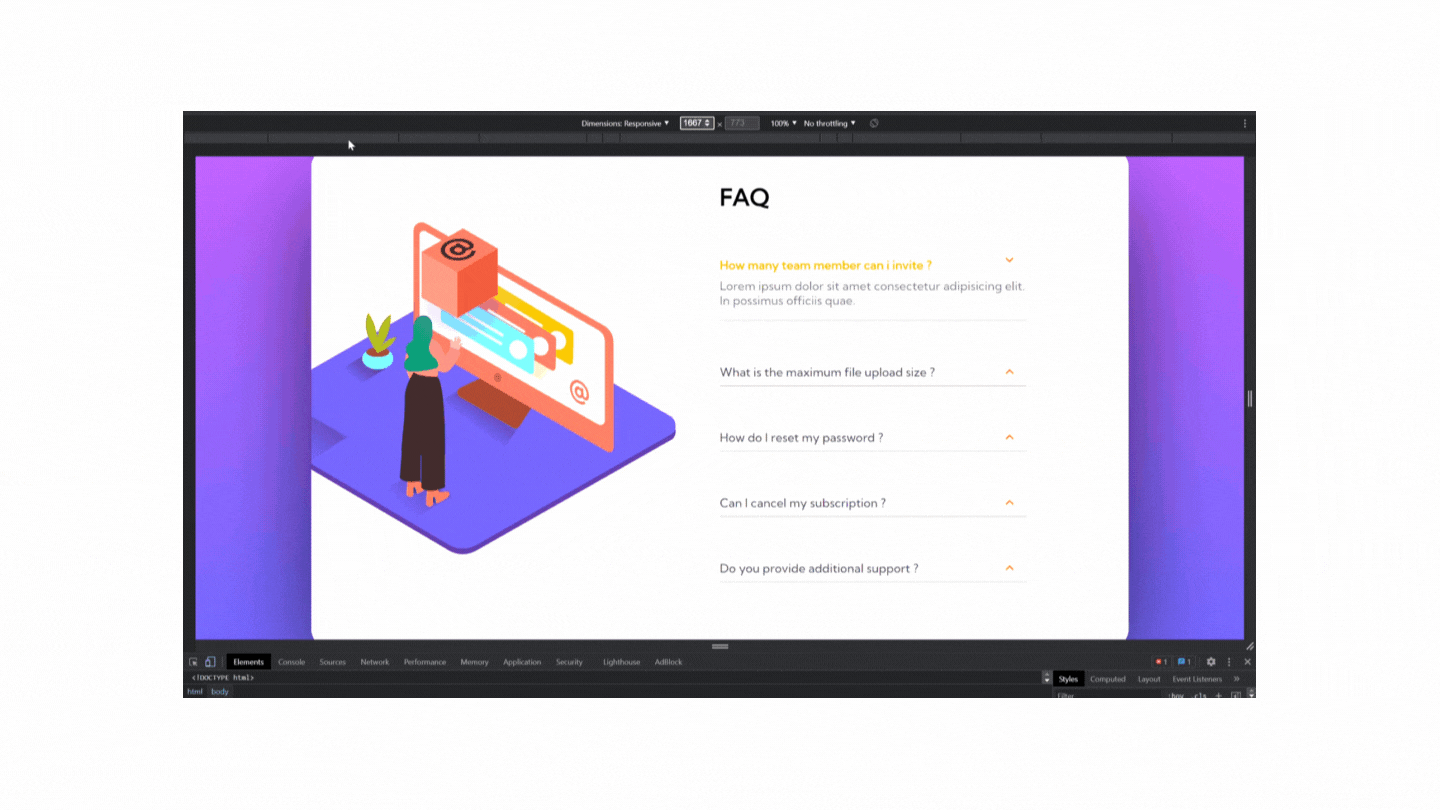 Dimensions: Responsive ▼ 1667 × 773 100% ▼ No throttling ▼
FAQ
@
How many team member can i invite ?
Lorem ipsum dolor sit amet consectetur adipisicing elit.
In possimus officiis quae.
What is the maximum file upload size ?
@
How do I reset my password ?
Can I cancel my subscription ?
Do you provide additional support ?
Elements Console Sources Network Performance Memory Application Security Lighthouse AdBlock 1 1
<!DOCTYPE html>
Styles Computed Layout Event Listeners »
html body
Filter :hov .cls +